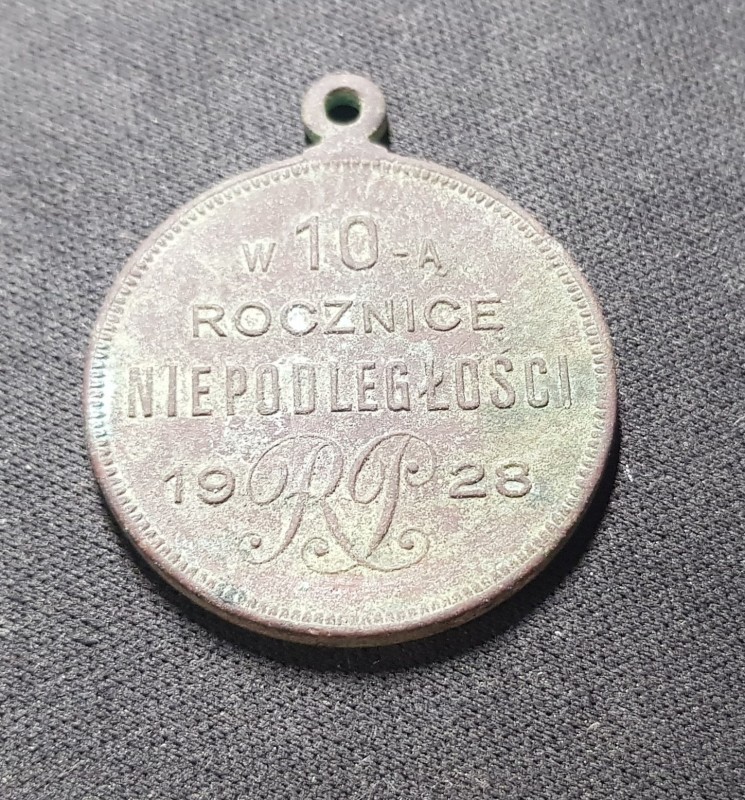 W 10-Ą
ROCZNICĘ
NIEPODLEGŁOŚCI
19 RP 28